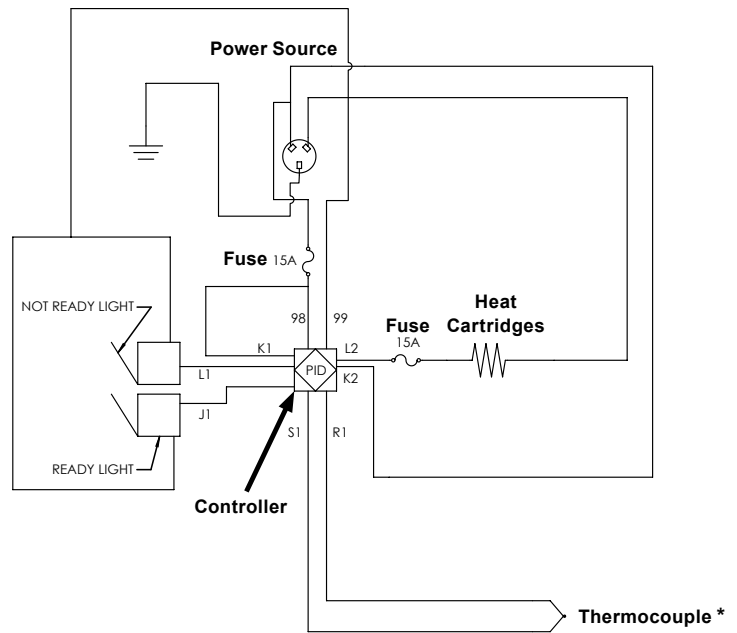 Power Source
Fuse 15A
NOT READY LIGHT
98
99
Heat
Cartridges
Fuse
15A
K1
L2
PID
L1
K2
J1
S1
R1
READY LIGHT
Controller
Thermocouple *